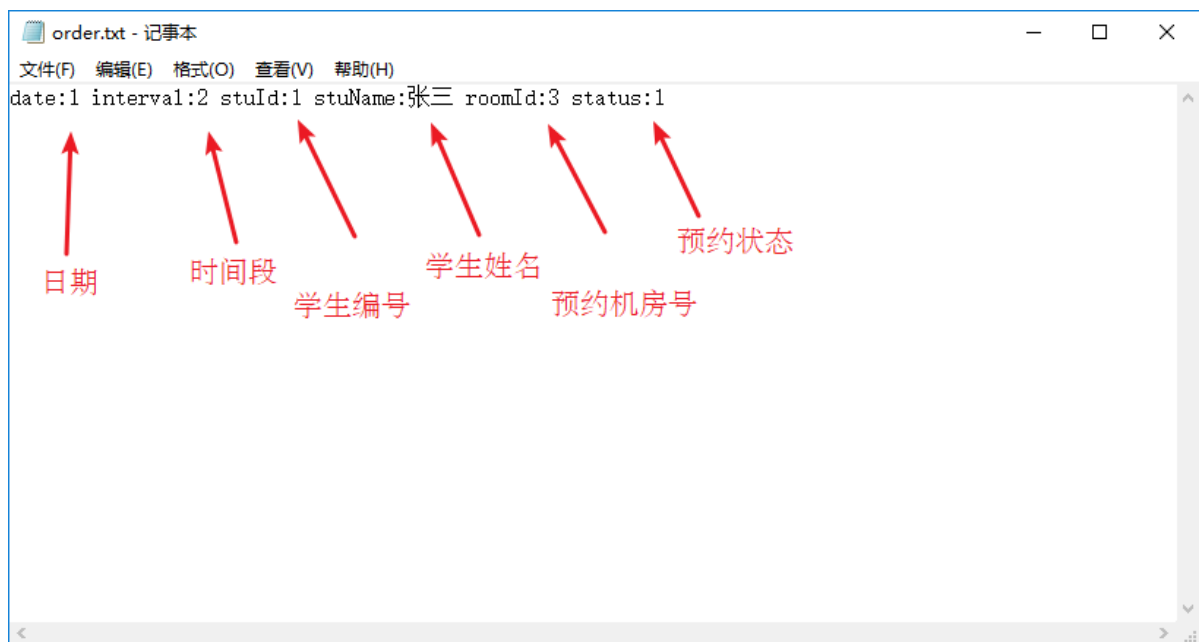 order.txt - 记事本
文件(F) 编辑(E) 格式(O) 查看(V) 帮助(H)
date:1 interval:2 stuId:1 stuName:张三 roomId:3 status:1
日期
时间段
学生编号
学生姓名
预约机房号
预约状态